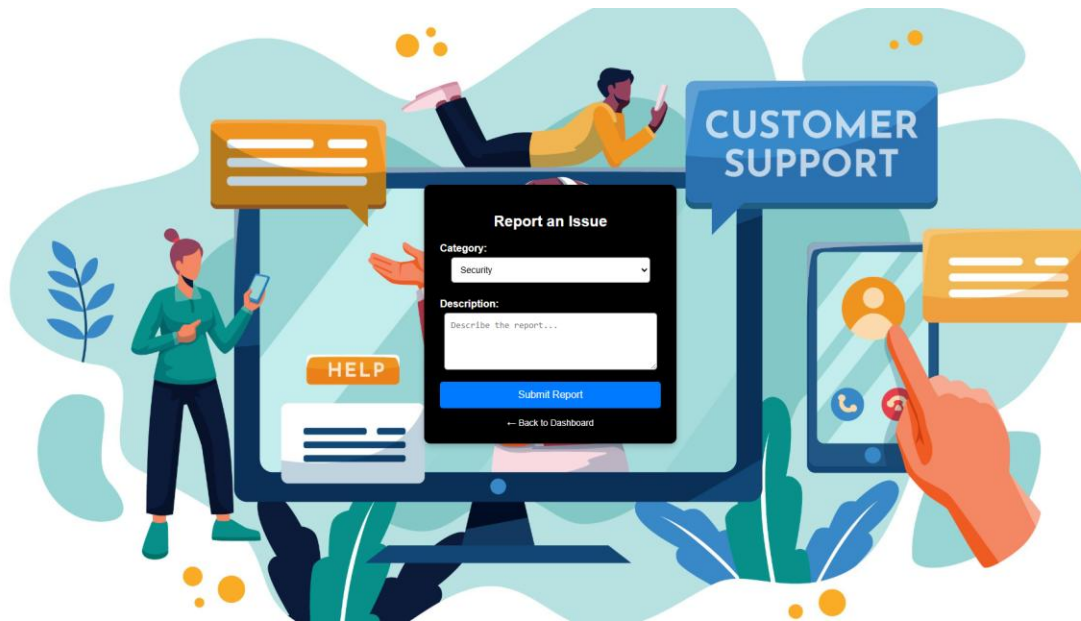 CUSTOMER
SUPPORT
Report an Issue
Category:
Security
Description:
Describe the report...
HELP
Submit Report
← Back to Dashboard